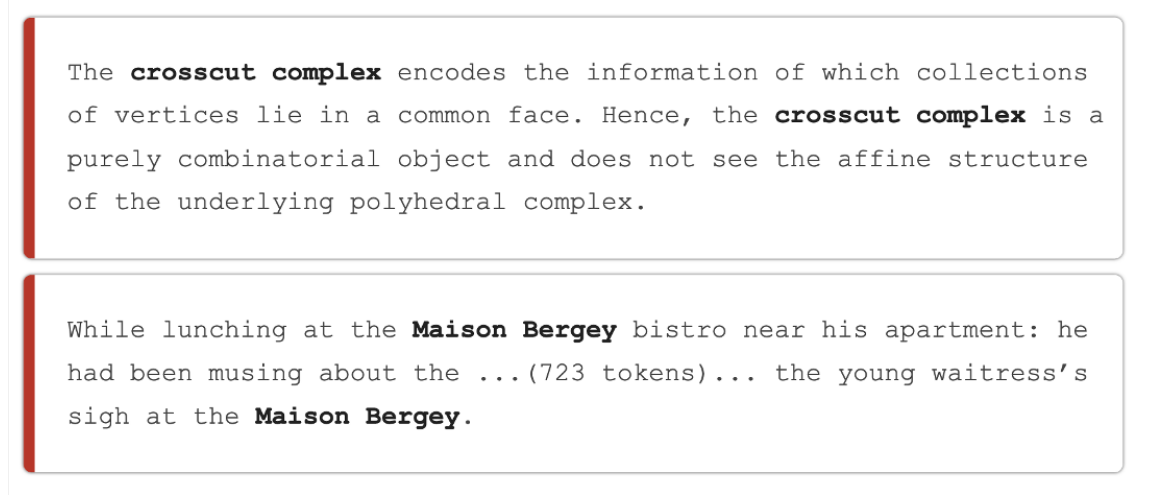 The crosscut complex encodes the information of which collections
of vertices lie in a common face. Hence, the crosscut complex is a
purely combinatorial object and does not see the affine structure
of the underlying polyhedral complex.
While lunching at the Maison Bergey bistro near his apartment: he
had been musing about the ...(723 tokens)... the young waitress’s
sigh at the Maison Bergey.